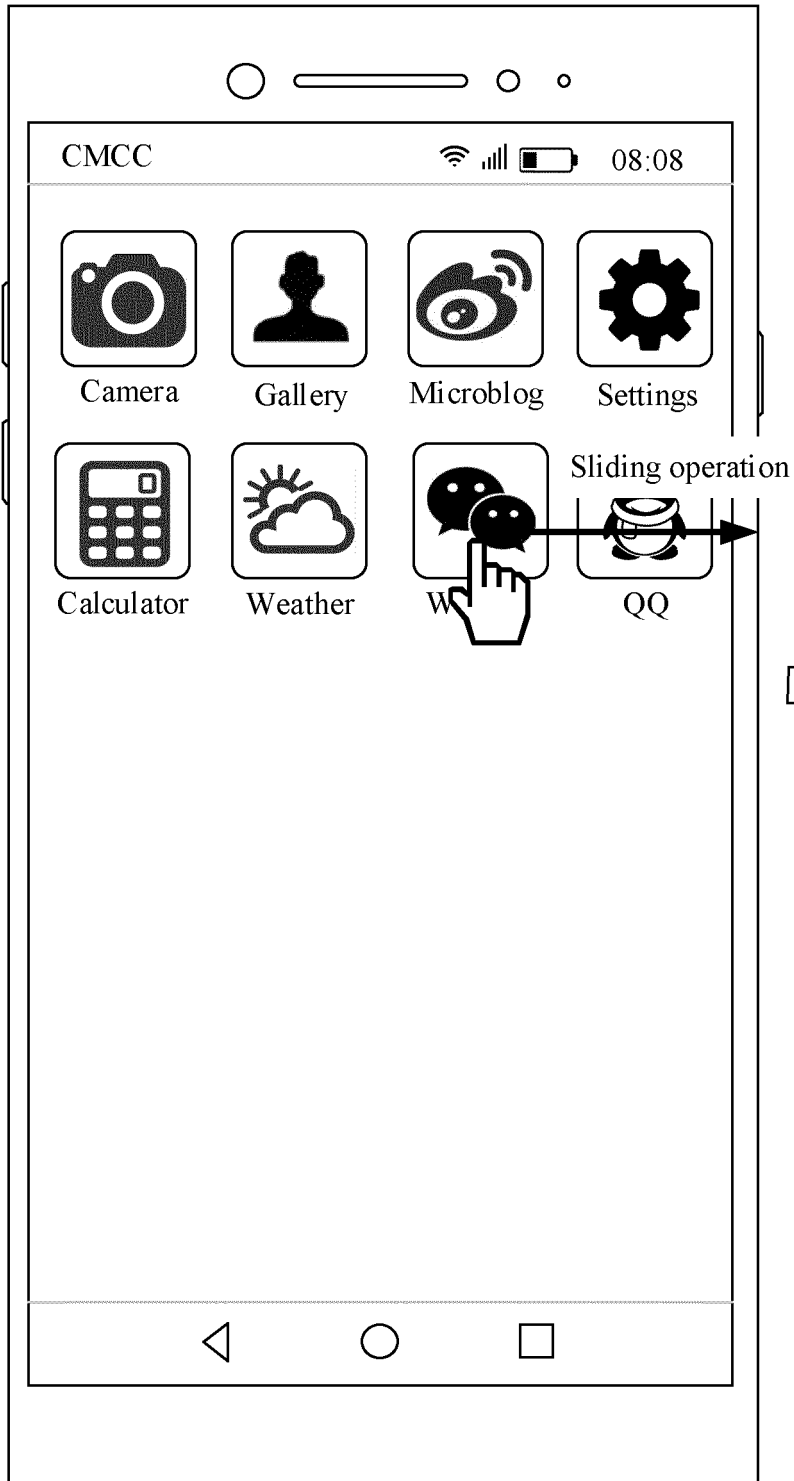 CMCC 08:08
Camera Gallery Microblog Settings
Sliding operation
Calculator Weather QQ